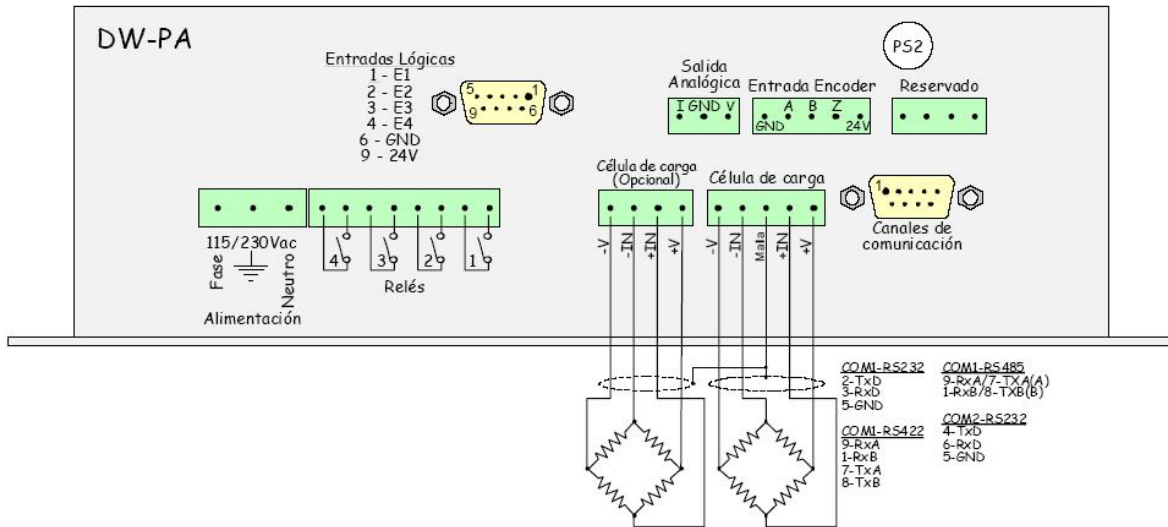 DW-PA
PS2
Entradas Lógicas
1 - E1
2 - E2
3 - E3
4 - E4
6 - GND
9 - 24V
5 1
9 6
Salida
Analógica
I GND V
Entrada Encoder
A B Z
GND 24V
Reservado
Célula de carga
(Opcional)
Célula de carga
1
Canales de
comunicación
115/230Vac
Fase
Neutro
Alimentación
4 3 2 1
Relés
-V -IN +IN +V
-V -IN Malla +IN +V
COM1-RS232
2-TxD
3-RxD
5-GND
COM1-RS422
9-RxA
1-RxB
7-TxA
8-TxB
COM1-RS485
9-RxA/7-TXA(A)
1-RxB/8-TXB(B)
COM2-RS232
4-TxD
6-RxD
5-GND